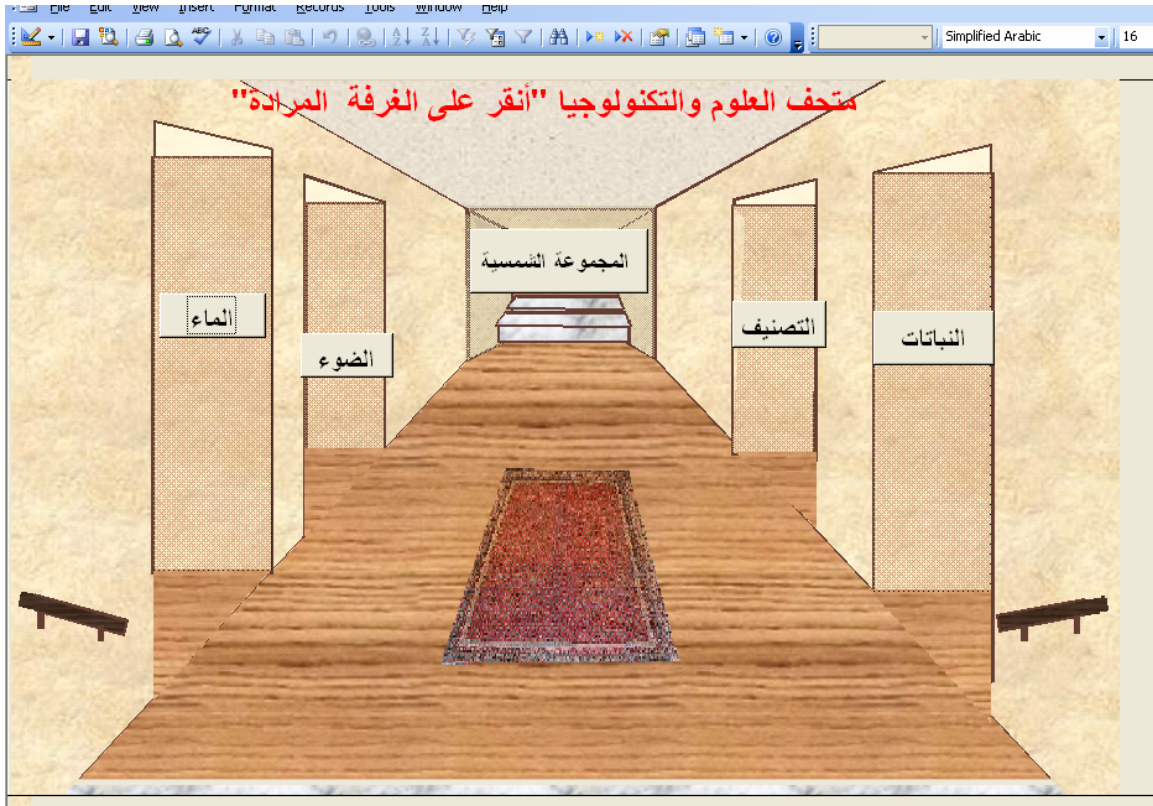 File Edit View Insert Format Records Tools Window Help
ABC Simplified Arabic 16
متحف العلوم والتكنولوجيا "أنقر على الغرفة المرادة"
المجموعة الشمسية
الماء
الضوء
التصنيف
النباتات